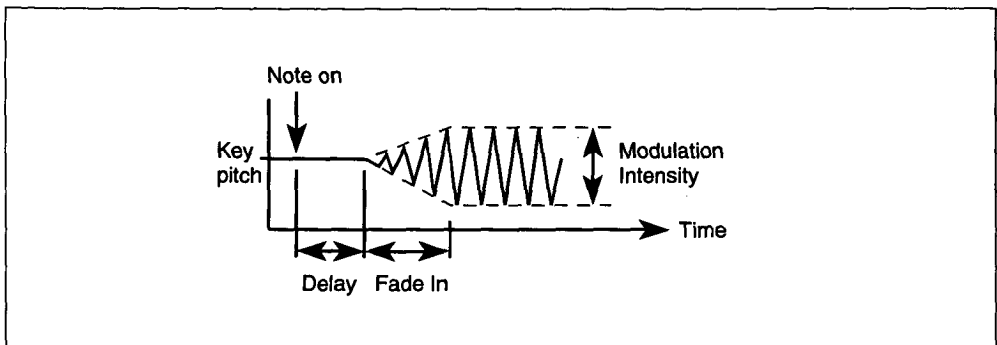 Note on
Key
pitch
Modulation
Intensity
Time
Delay
Fade In